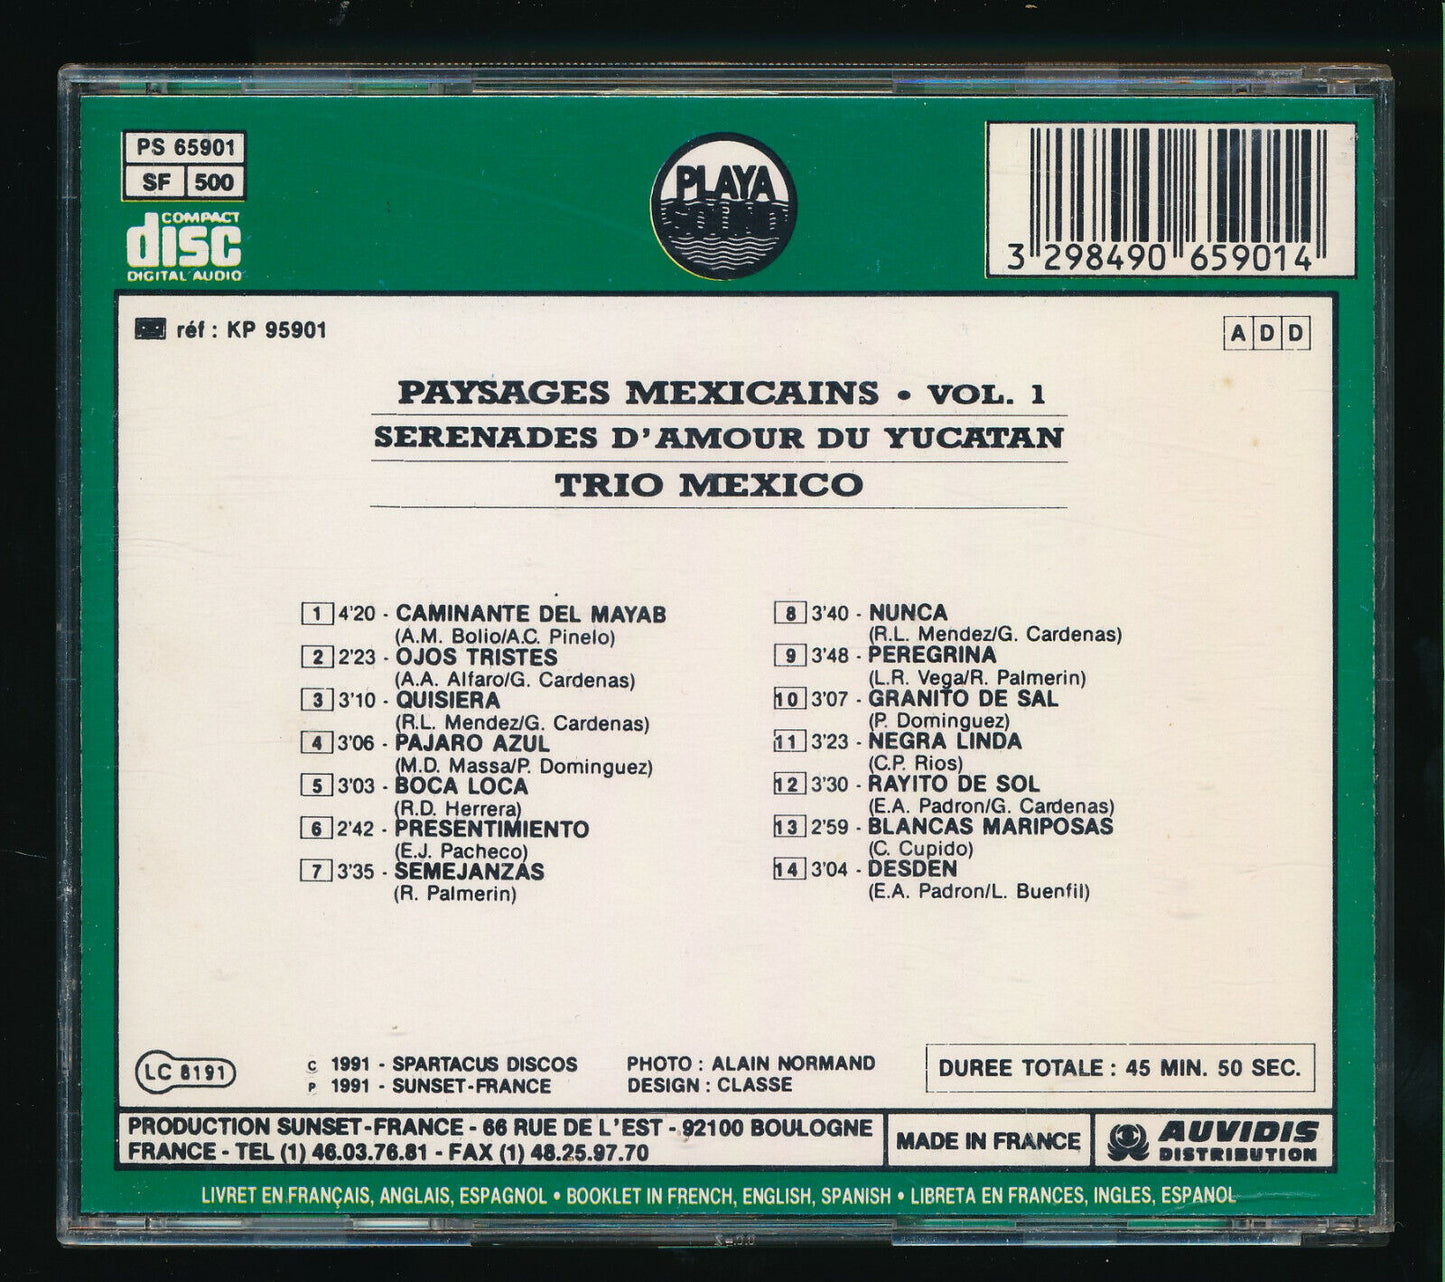 PS 65901
SF 500
COMPACT
disc
DIGITAL AUDIO
PLAYA
SOUND
3 298490 659014
réf : KP 95901
A D D
PAYSAGES MEXICAINS • VOL. 1
SERENADES D'AMOUR DU YUCATAN
TRIO MEXICO
1 4'20 - CAMINANTE DEL MAYAB
(A.M. Bolio/A.C. Pinelo)
2 2'23 - OJOS TRISTES
(A.A. Alfaro/G. Cardenas)
3 3'10 - QUISIERA
(R.L. Mendez/G. Cardenas)
4 3'06 - PAJARO AZUL
(M.D. Massa/P. Dominguez)
5 3'03 - BOCA LOCA
(R.D. Herrera)
6 2'42 - PRESENTIMIENTO
(E.J. Pacheco)
7 3'35 - SEMEJANZAS
(R. Palmerin)
8 3'40 - NUNCA
(R.L. Mendez/G. Cardenas)
9 3'48 - PEREGRINA
(L.R. Vega/R. Palmerin)
10 3'07 - GRANITO DE SAL
(P. Dominguez)
11 3'23 - NEGRA LINDA
(C.P. Rios)
12 3'30 - RAYITO DE SOL
(E.A. Padron/G. Cardenas)
13 2'59 - BLANCAS MARIPOSAS
(C. Cupido)
14 3'04 - DESDEN
(E.A. Padron/L. Buenfil)
LC 8191
C 1991 - SPARTACUS DISCOS
P 1991 - SUNSET-FRANCE
PHOTO : ALAIN NORMAND
DESIGN : CLASSE
DUREE TOTALE : 45 MIN. 50 SEC.
PRODUCTION SUNSET-FRANCE - 66 RUE DE L'EST - 92100 BOULOGNE
FRANCE - TEL (1) 46.03.76.81 - FAX (1) 48.25.97.70
MADE IN FRANCE
AUVIDIS
DISTRIBUTION
LIVRET EN FRANÇAIS, ANGLAIS, ESPAGNOL • BOOKLET IN FRENCH, ENGLISH, SPANISH • LIBRETA EN FRANCES, INGLES, ESPANOL